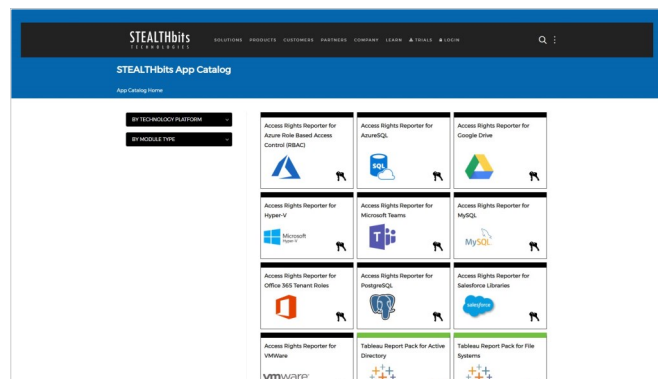 STEALTHbits
TECHNOLOGIES
SOLUTIONS PRODUCTS CUSTOMERS PARTNERS COMPANY LEARN TRIALS LOGIN
STEALTHbits App Catalog
App Catalog Home
BY TECHNOLOGY PLATFORM
BY MODULE TYPE
Access Rights Reporter for
Azure Role Based Access
Control (RBAC)
Access Rights Reporter for
AzureSQL
SQL
Access Rights Reporter for
Google Drive
Access Rights Reporter for
Hyper-V
Microsoft
Hyper-V
Access Rights Reporter for
Microsoft Teams
T
Access Rights Reporter for
MySQL
MySQL
Access Rights Reporter for
Office 365 Tenant Roles
Access Rights Reporter for
PostgreSQL
Access Rights Reporter for
Salesforce Libraries
salesforce
Access Rights Reporter for
VMWare
vmware
Tableau Report Pack for Active
Directory
Tableau Report Pack for File
Systems